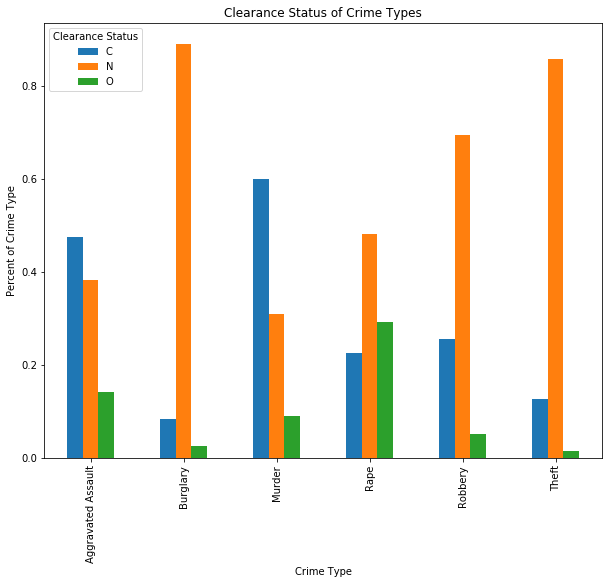 Clearance Status of Crime Types
Clearance Status
C
N
O
Percent of Crime Type
0.8
0.6
0.4
0.2
0.0
Aggravated Assault
Burglary
Murder
Rape
Robbery
Theft
Crime Type